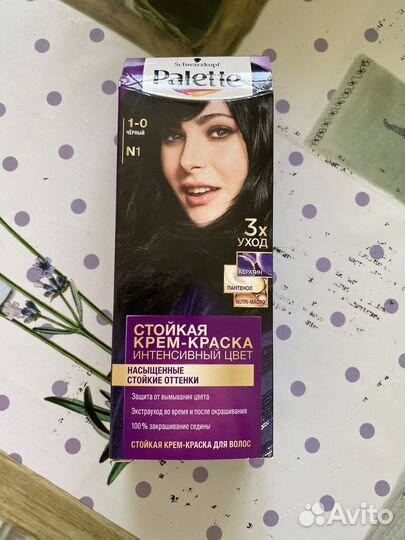 Schwarzkopf
Palette
1-0
ЧЁРНЫЙ
N1
3х
УХОД
КЕРАТИН
ПАНТЕНОЛ
NUTRI-МАСЛО
СТОЙКАЯ
КРЕМ-КРАСКА
ИНТЕНСИВНЫЙ ЦВЕТ
НАСЫЩЕННЫЕ
СТОЙКИЕ ОТТЕНКИ
Защита от вымывания цвета
Экстрауход во время и после окрашивания
100% закрашивание седины
СТОЙКАЯ КРЕМ-КРАСКА ДЛЯ ВОЛОС
Avito